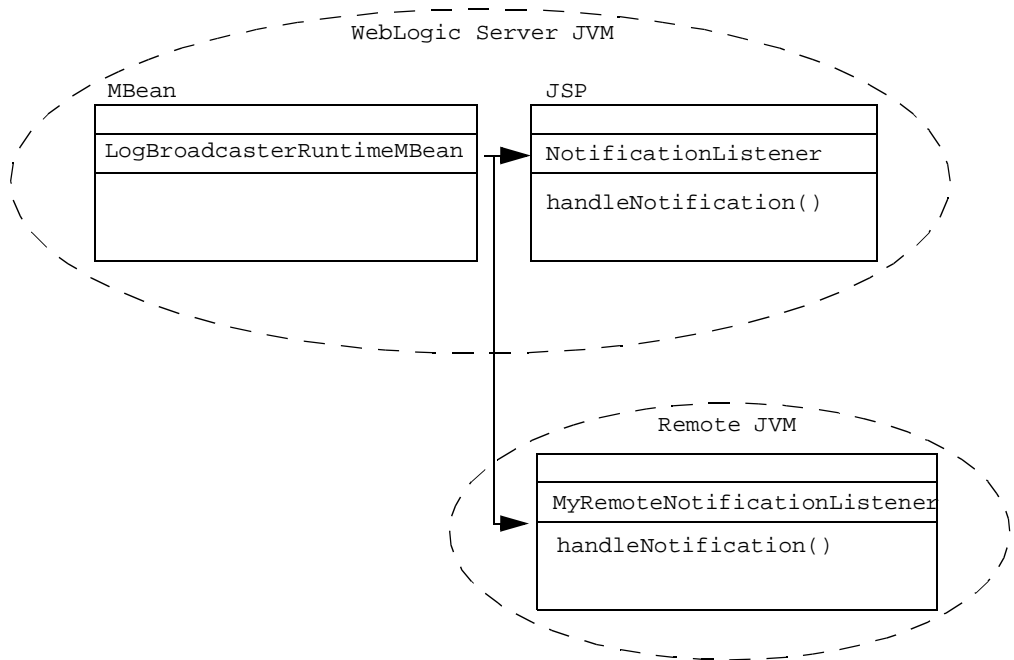 WebLogic Server JVM
MBean
LogBroadcasterRuntimeMBean
JSP
NotificationListener
handleNotification()
Remote JVM
MyRemoteNotificationListener
handleNotification()